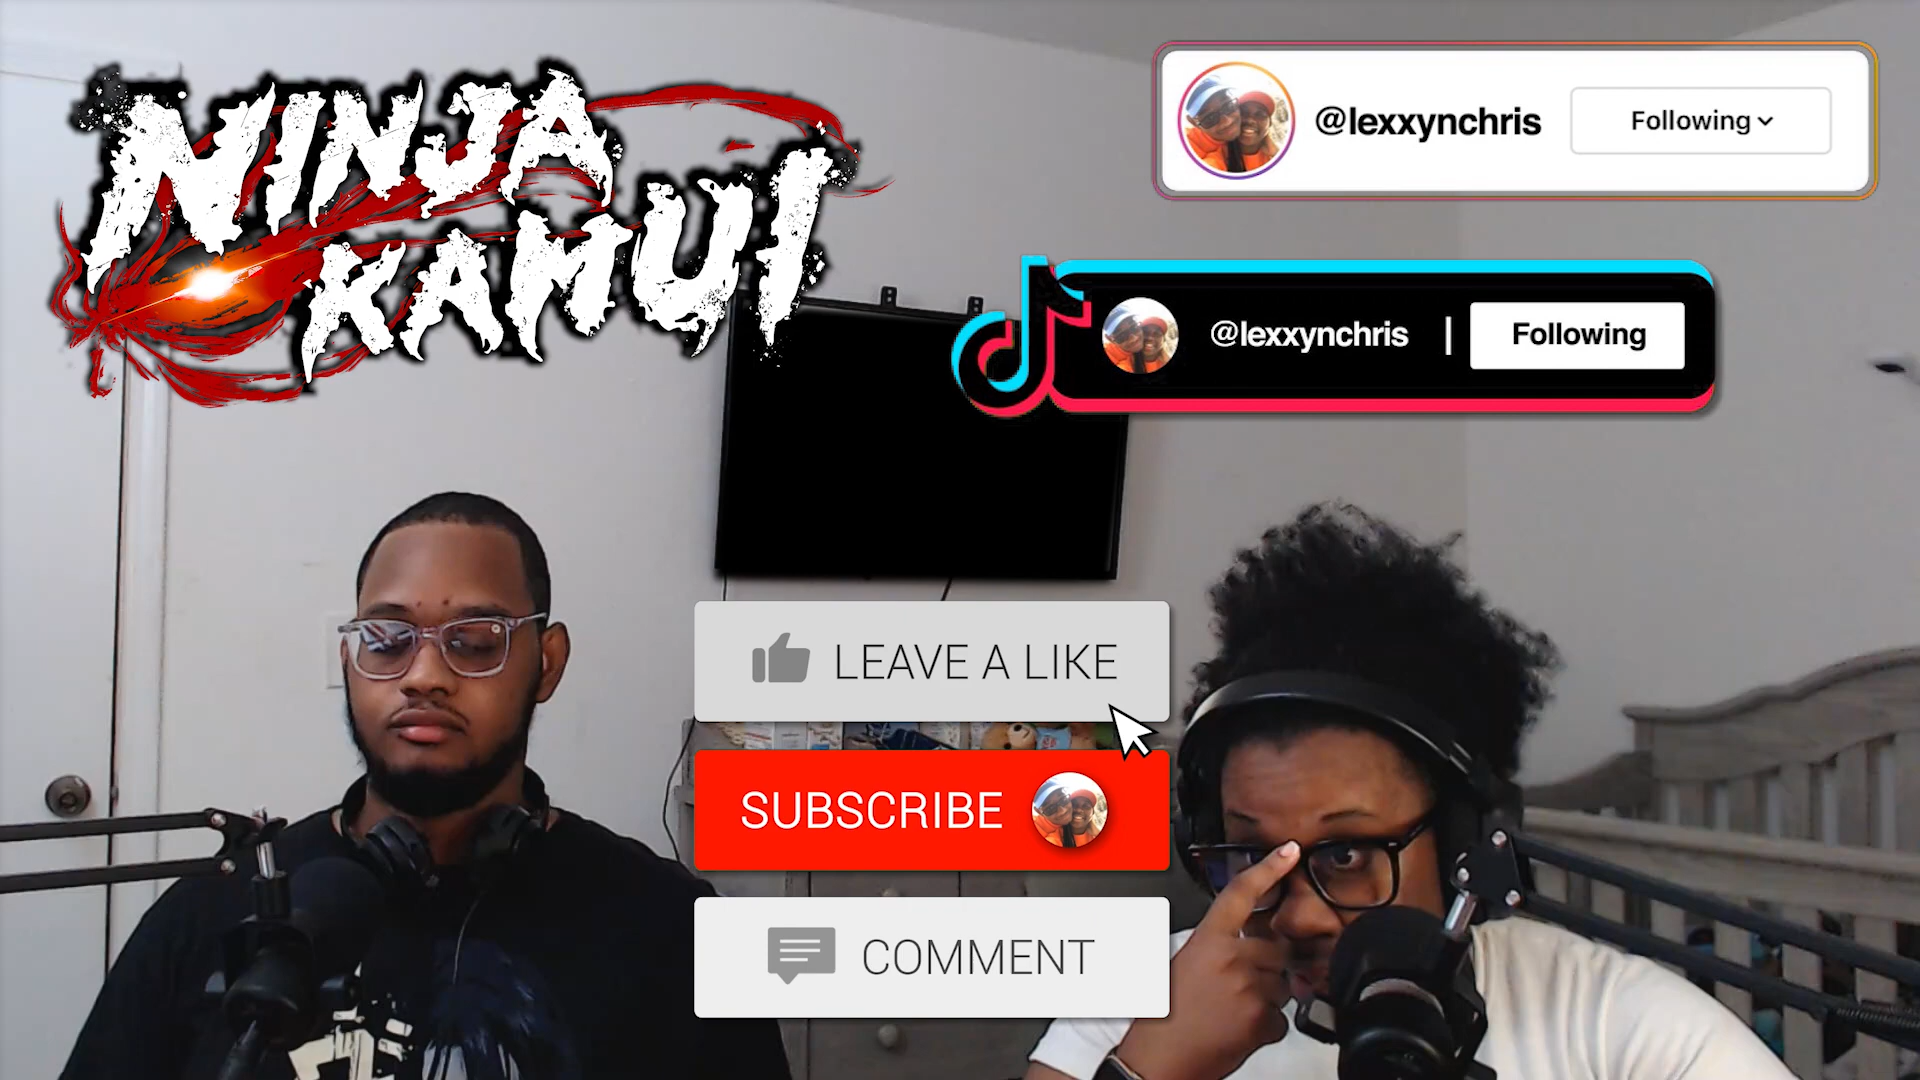 NINJA
KAMUI
@lexxynchris
Following
@lexxynchris | Following
LEAVE A LIKE
SUBSCRIBE
COMMENT